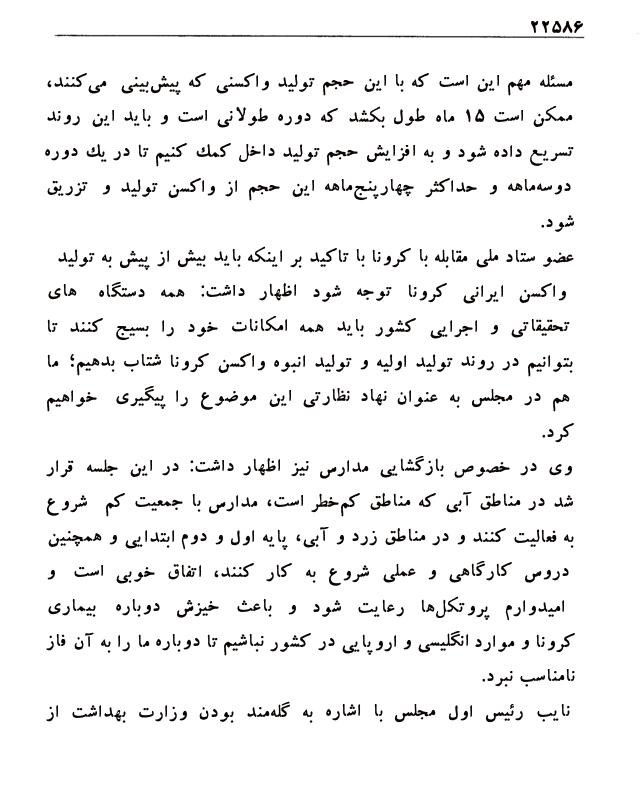 ۲۲۵۸۶
مسئله مهم این است که با این حجم تولید واکسنی که پیش‌بینی می‌کنند،
ممکن است ۱۵ ماه طول بکشد که دوره طولانی است و باید این روند
تسریع داده شود و به افزایش حجم تولید داخل کمك کنیم تا در یك دوره
دوسه‌ماهه و حداکثر چهارپنج‌ماهه این حجم از واکسن تولید و تزریق
شود.
عضو ستاد ملی مقابله با کرونا با تاکید بر اینکه باید بیش از پیش به تولید
واکسن ایرانی کرونا توجه شود اظهار داشت: همه دستگاه های
تحقیقاتی و اجرایی کشور باید همه امکانات خود را بسیج کنند تا
بتوانیم در روند تولید اولیه و تولید انبوه واکسن کرونا شتاب بدهیم؛ ما
هم در مجلس به عنوان نهاد نظارتی این موضوع را پیگیری خواهیم
کرد.
وی در خصوص بازگشایی مدارس نیز اظهار داشت: در این جلسه قرار
شد در مناطق آبی که مناطق کم‌خطر است، مدارس با جمعیت کم شروع
به فعالیت کنند و در مناطق زرد و آبی، پایه اول و دوم ابتدایی و همچنین
دروس کارگاهی و عملی شروع به کار کنند، اتفاق خوبی است و
امیدوارم پروتکل‌ها رعایت شود و باعث خیزش دوباره بیماری
کرونا و موارد انگلیسی و اروپایی در کشور نباشیم تا دوباره ما را به آن فاز
نامناسب نبرد.
نایب رئیس اول مجلس با اشاره به گله‌مند بودن وزارت بهداشت از